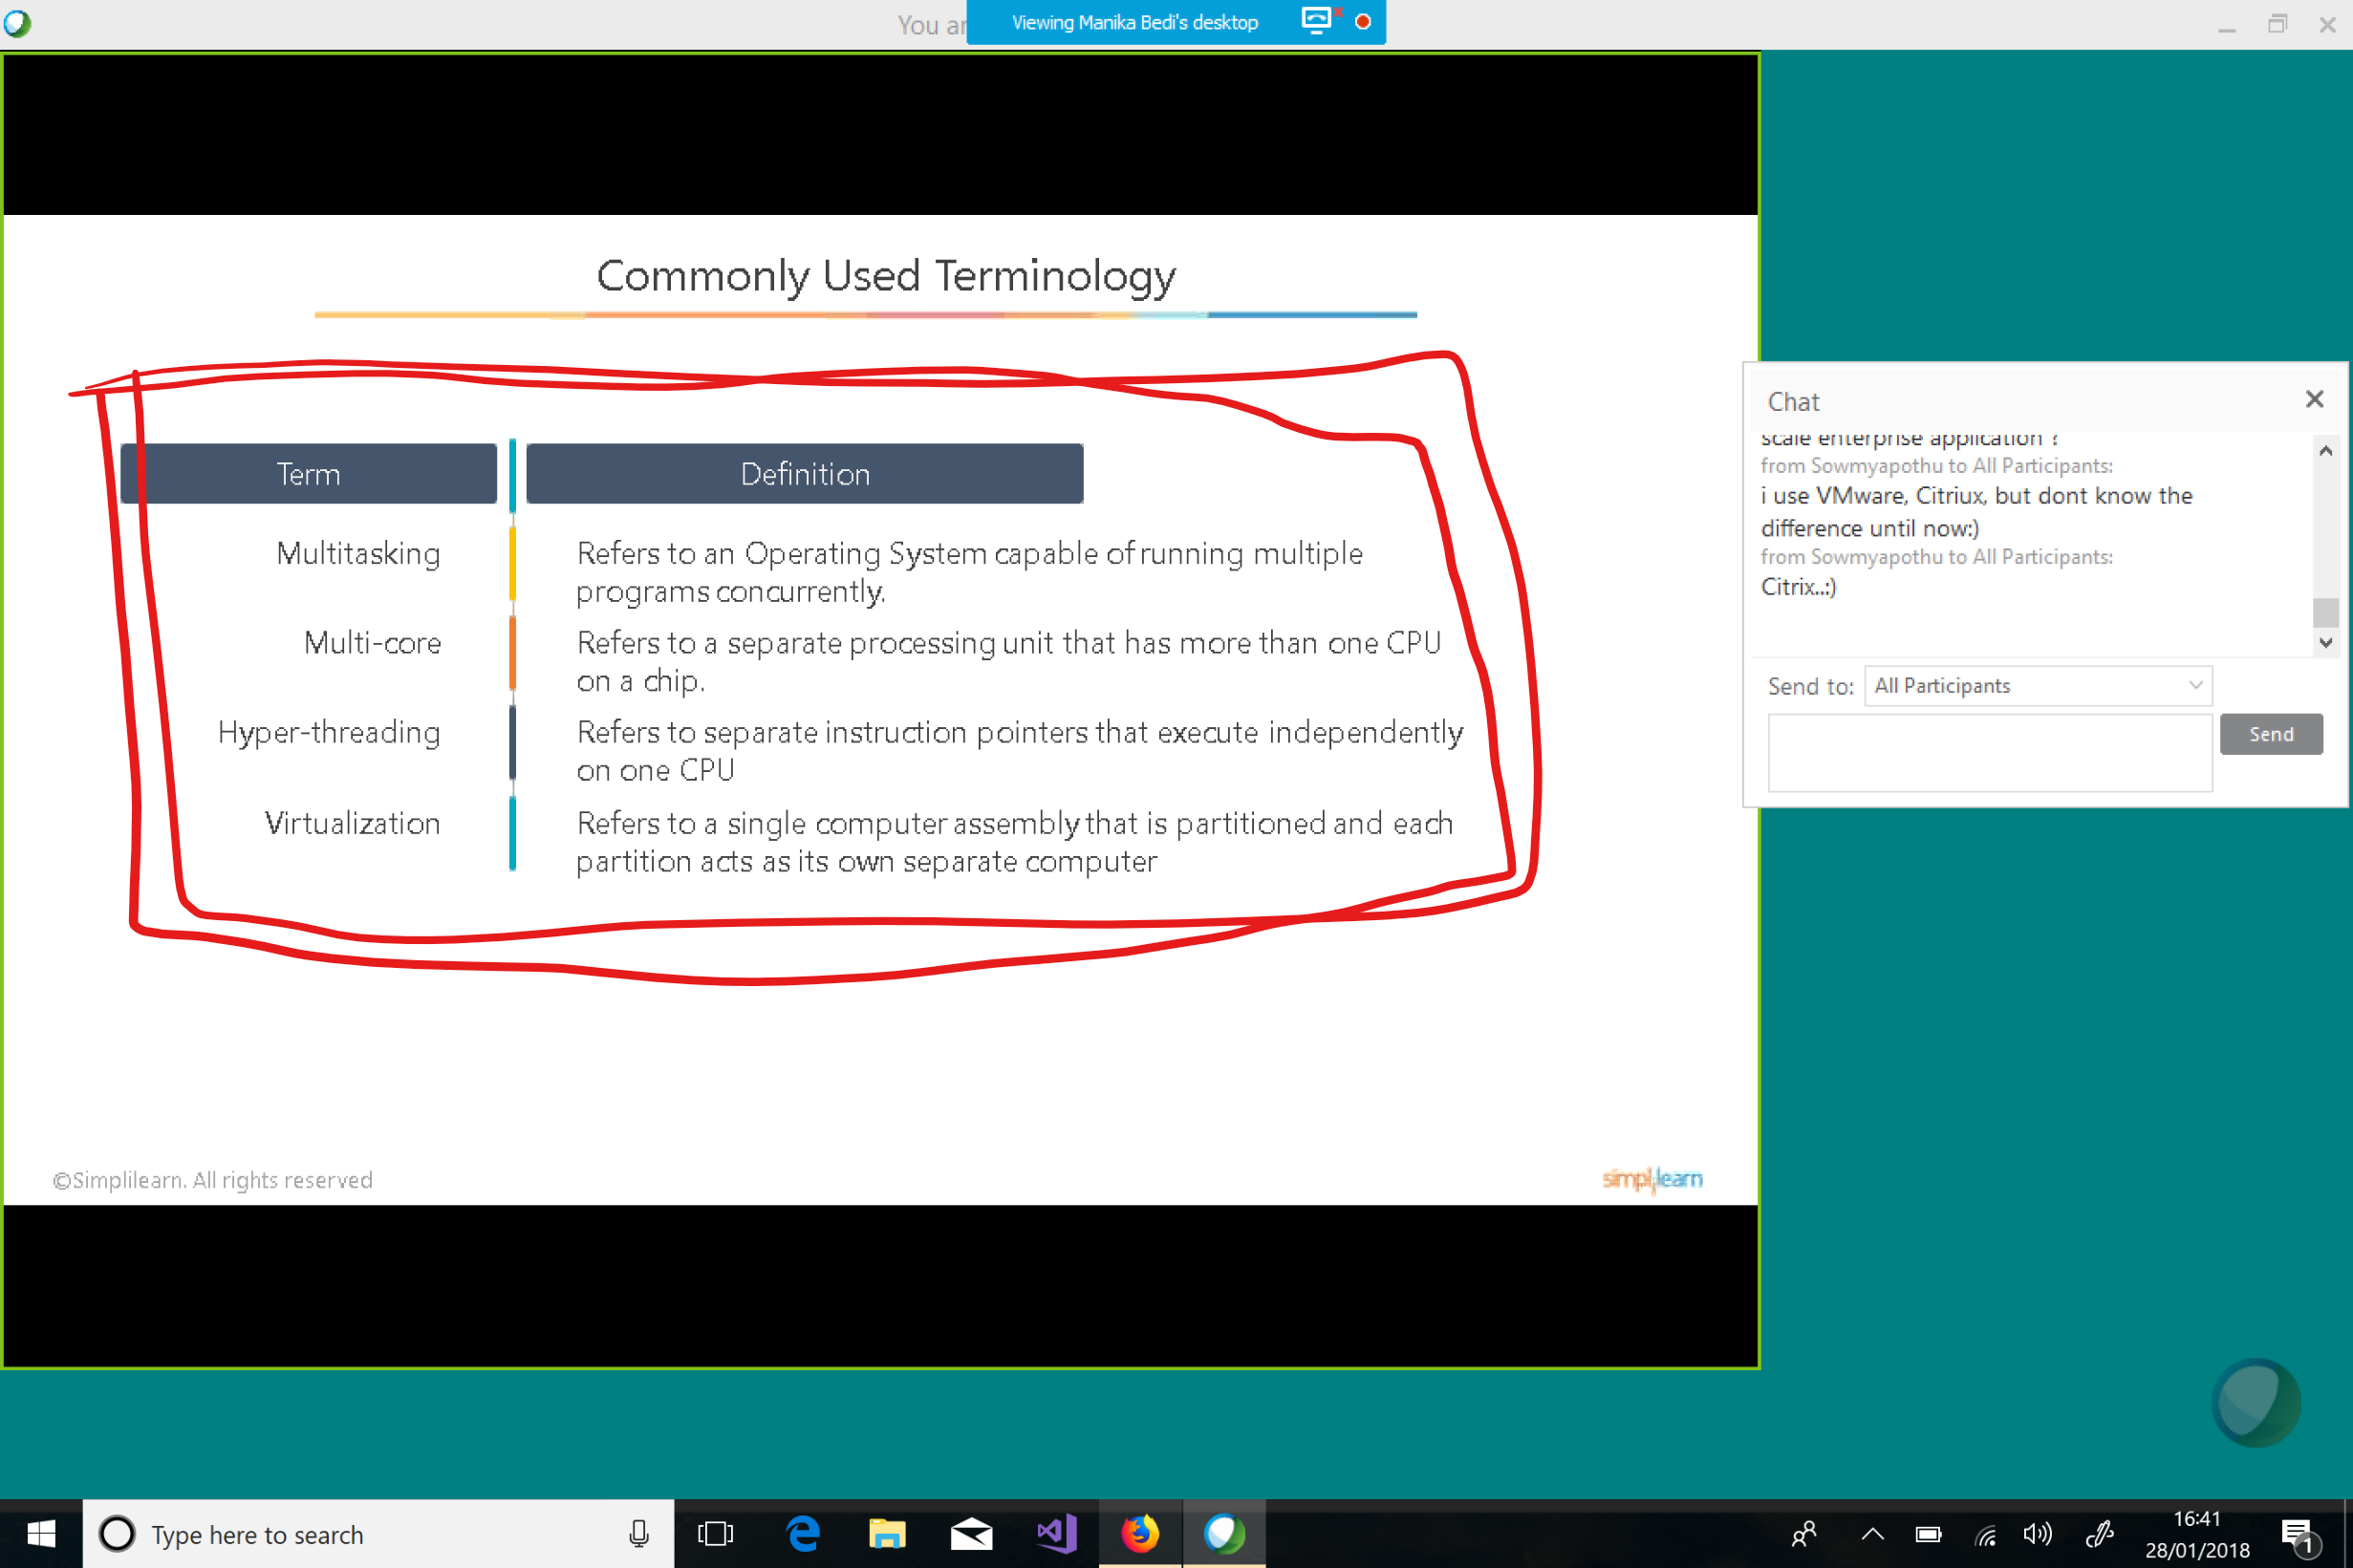 You ar
Viewing Manika Bedi's desktop
Commonly Used Terminology
Term
Definition
Multitasking
Refers to an Operating System capable of running multiple
programs concurrently.
Multi-core
Refers to a separate processing unit that has more than one CPU
on a chip.
Hyper-threading
Refers to separate instruction pointers that execute independently
on one CPU
Virtualization
Refers to a single computer assembly that is partitioned and each
partition acts as its own separate computer
©Simplilearn. All rights reserved
simplilearn
Chat
scale enterprise application ?
from Sowmyapothu to All Participants:
i use VMware, Citriux, but dont know the
difference until now:)
from Sowmyapothu to All Participants:
Citrix..:)
Send to: All Participants
Send
Type here to search
16:41
28/01/2018
1